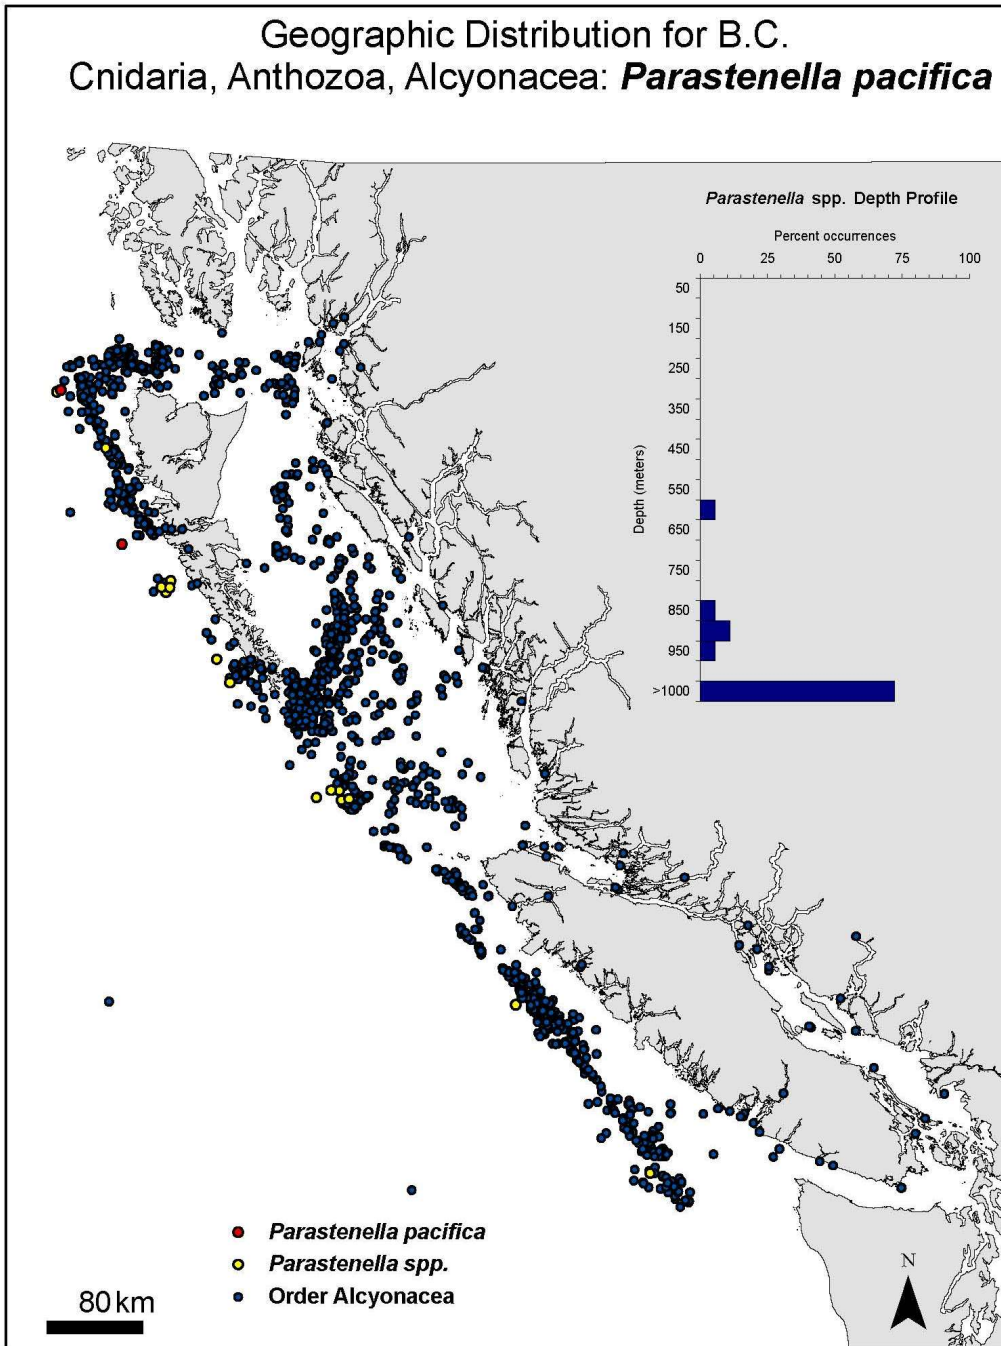 Geographic Distribution for B.C.
Cnidaria, Anthozoa, Alcyonacea: Parastenella pacifica
Parastenella spp. Depth Profile
Percent occurrences
0 25 50 75 100
50
150
250
350
450
550
650
750
850
950
>1000
Depth (meters)
Parastenella pacifica
Parastenella spp.
Order Alcyonacea
80 km
N